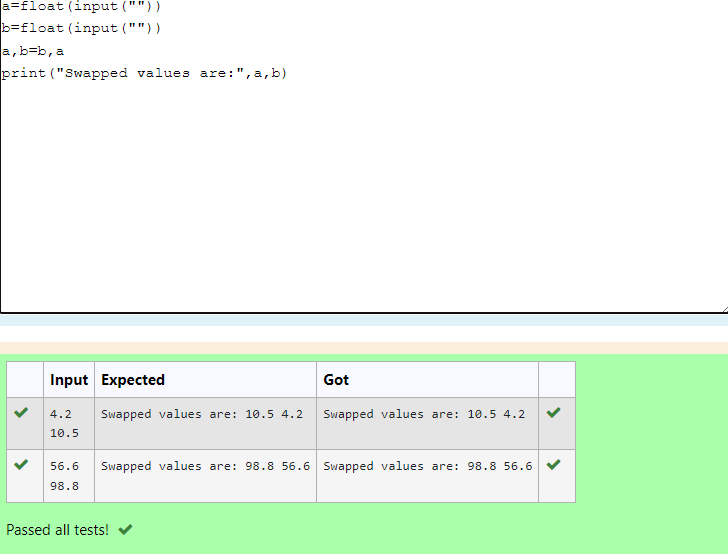 a=float(input(""))
b=float(input(""))
a,b=b,a
print("Swapped values are:",a,b)
Input Expected Got
4.2 Swapped values are: 10.5 4.2 Swapped values are: 10.5 4.2
10.5
56.6 Swapped values are: 98.8 56.6 Swapped values are: 98.8 56.6
98.8
Passed all tests!